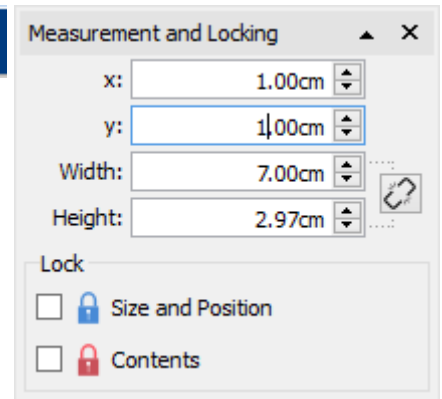 Measurement and Locking
x: 1.00cm
y: 1.00cm
Width: 7.00cm
Height: 2.97cm
Lock
Size and Position
Contents